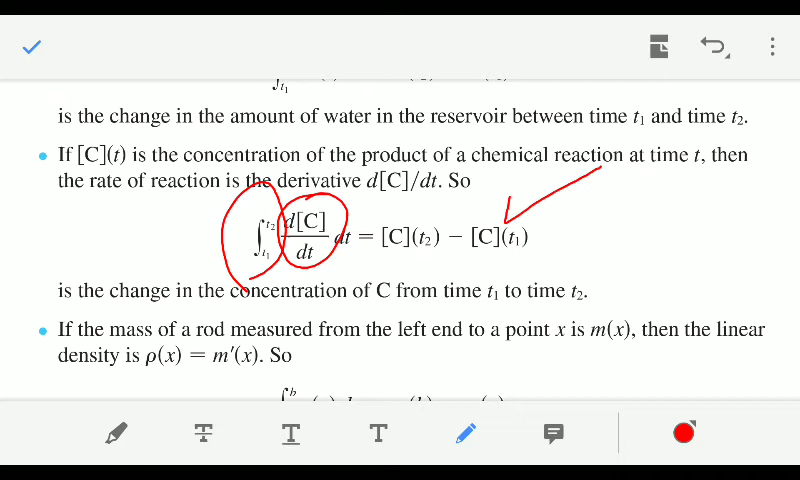 is the change in the amount of water in the reservoir between time t₁ and time t₂.
• If [C](t) is the concentration of the product of a chemical reaction at time t, then
the rate of reaction is the derivative d[C]/dt. So
∫ₜ₁ᵗ² d[C]/dt dt = [C](t₂) − [C](t₁)
is the change in the concentration of C from time t₁ to time t₂.
• If the mass of a rod measured from the left end to a point x is m(x), then the linear
density is ρ(x) = m′(x). So